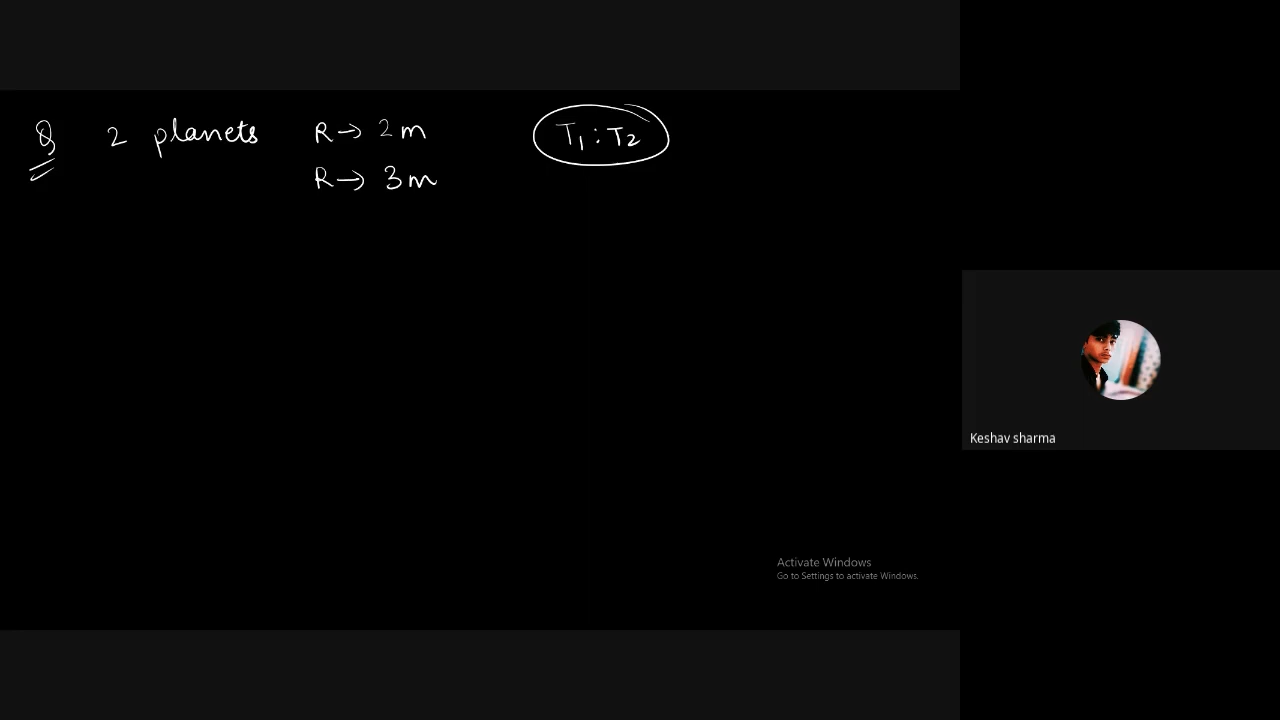 Q 2 planets R → 2m T₁ : T₂
R → 3m
Keshav sharma
Activate Windows
Go to Settings to activate Windows.